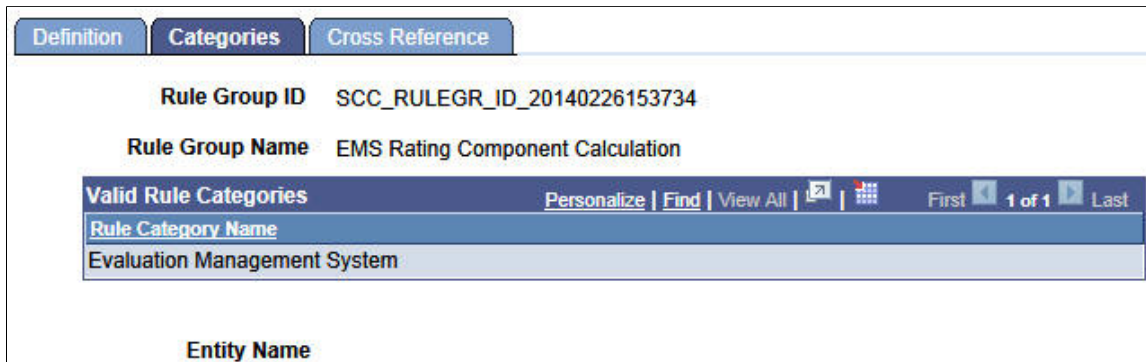 Definition Categories Cross Reference
Rule Group ID SCC_RULEGR_ID_20140226153734
Rule Group Name EMS Rating Component Calculation
Valid Rule Categories Personalize | Find | View All | | First 1 of 1 Last
Rule Category Name
Evaluation Management System
Entity Name